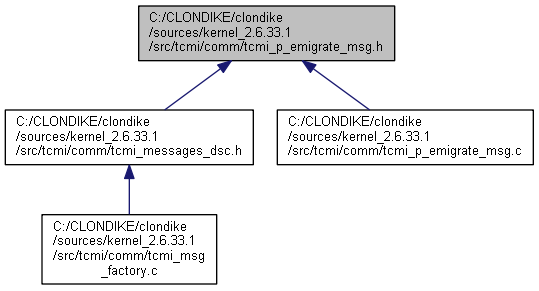 C:/CLONDIKE/clondike
/sources/kernel_2.6.33.1
/src/tcmi/comm/tcmi_p_emigrate_msg.h
C:/CLONDIKE/clondike
/sources/kernel_2.6.33.1
/src/tcmi/comm/tcmi_messages_dsc.h
C:/CLONDIKE/clondike
/sources/kernel_2.6.33.1
/src/tcmi/comm/tcmi_p_emigrate_msg.c
C:/CLONDIKE/clondike
/sources/kernel_2.6.33.1
/src/tcmi/comm/tcmi_msg
_factory.c